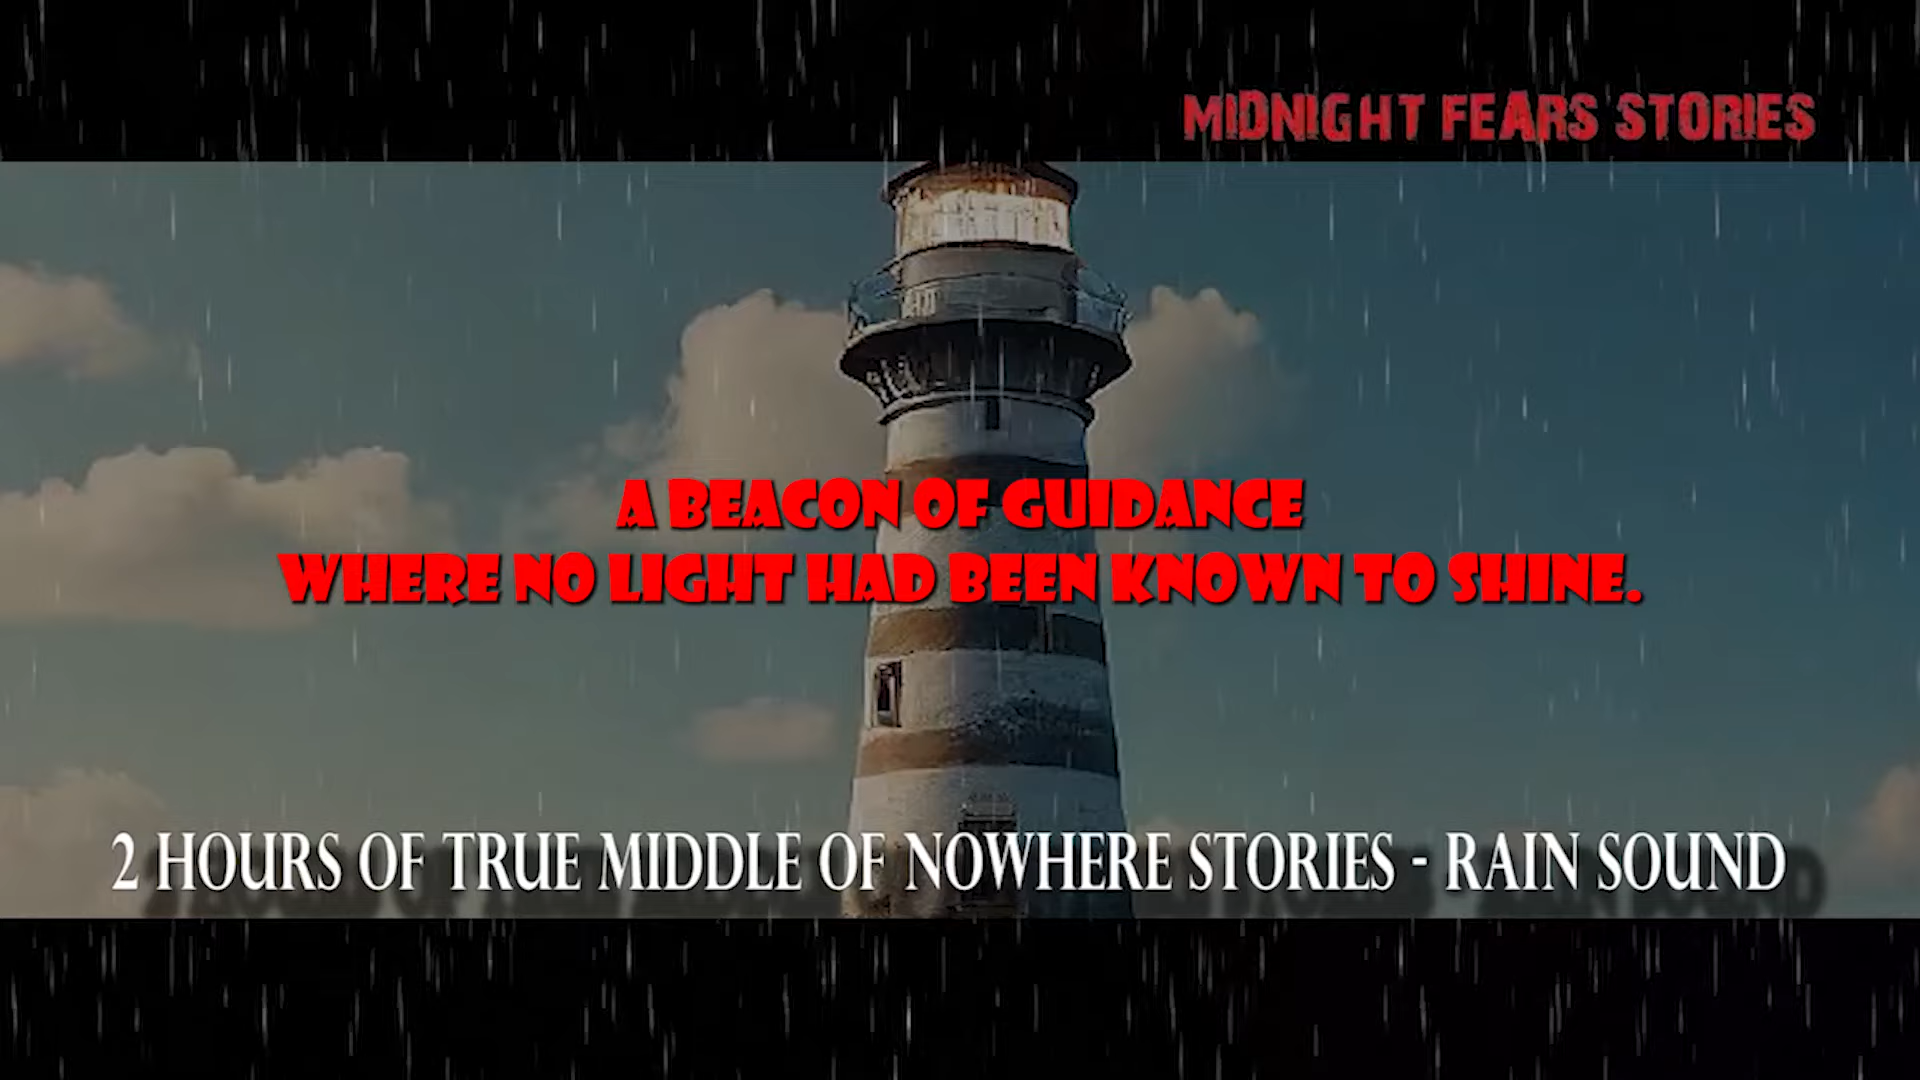 MIDNIGHT FEARS STORIES
A BEACON OF GUIDANCE
WHERE NO LIGHT HAD BEEN KNOWN TO SHINE.
2 HOURS OF TRUE MIDDLE OF NOWHERE STORIES - RAIN SOUND